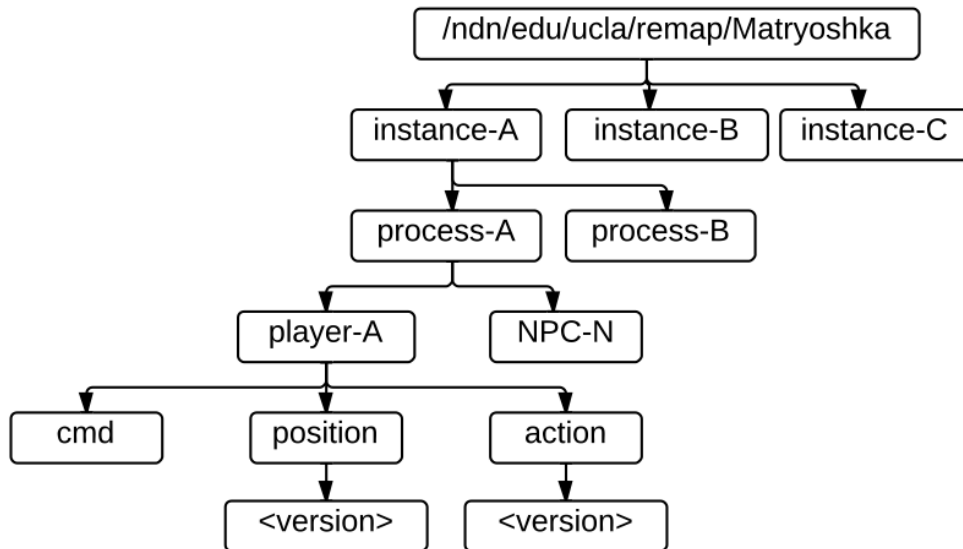 /ndn/edu/ucla/remap/Matryoshka
instance-A
instance-B
instance-C
process-A
process-B
player-A
NPC-N
cmd
position
action
<version>
<version>